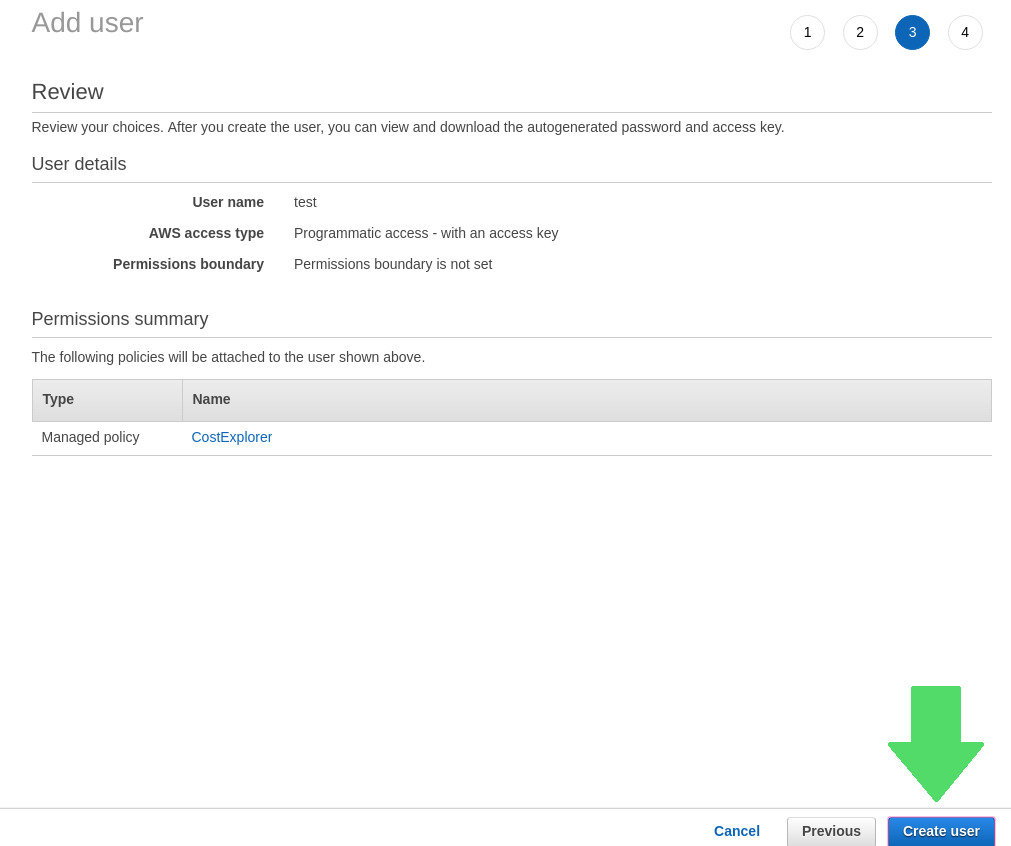 Add user
1 2 3 4
Review
Review your choices. After you create the user, you can view and download the autogenerated password and access key.
User details
User name test
AWS access type Programmatic access - with an access key
Permissions boundary Permissions boundary is not set
Permissions summary
The following policies will be attached to the user shown above.
Type Name
Managed policy CostExplorer
Cancel Previous Create user